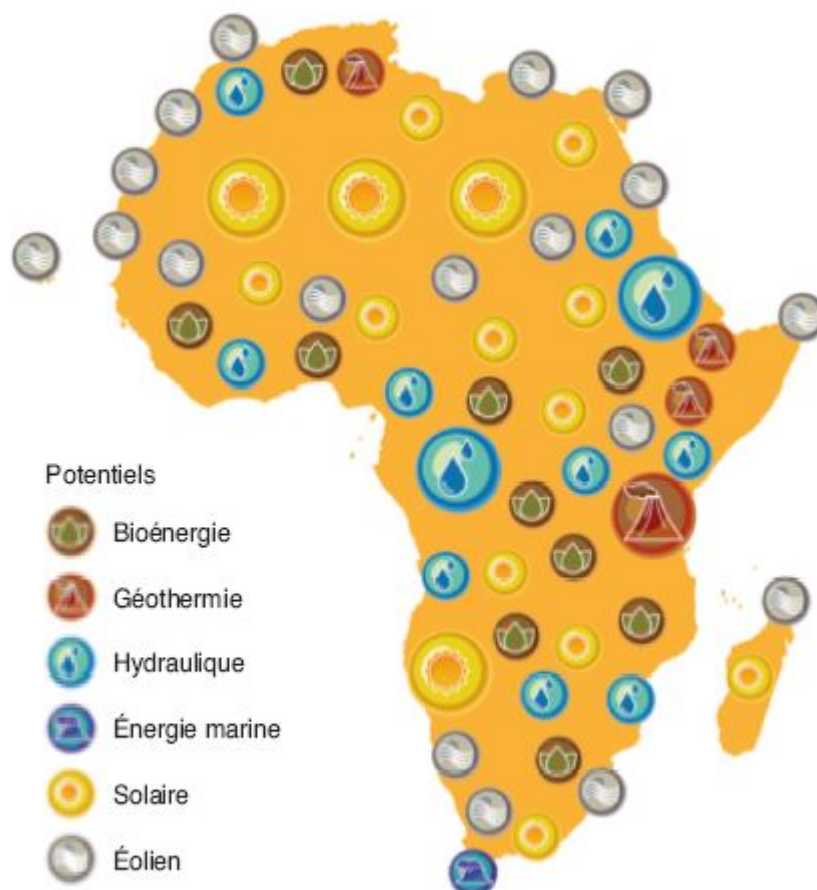 Potentiels
Bioénergie
Géothermie
Hydraulique
Énergie marine
Solaire
Éolien